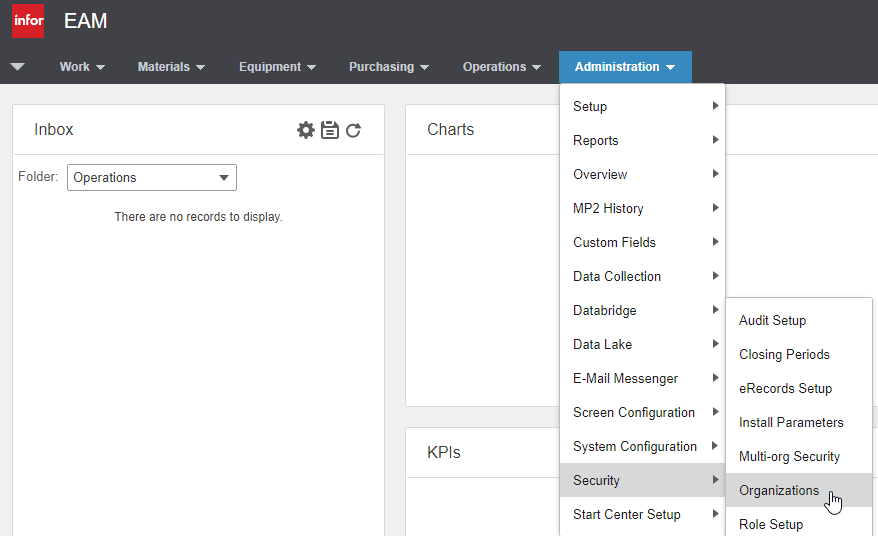 infor EAM
Work Materials Equipment Purchasing Operations Administration
Inbox
Folder: Operations
There are no records to display.
Charts
KPIs
Setup
Reports
Overview
MP2 History
Custom Fields
Data Collection
Databridge
Data Lake
E-Mail Messenger
Screen Configuration
System Configuration
Security
Start Center Setup
Audit Setup
Closing Periods
eRecords Setup
Install Parameters
Multi-org Security
Organizations
Role Setup